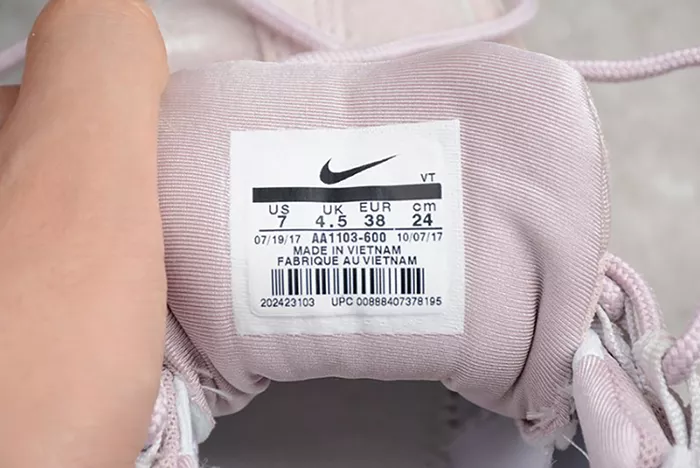 VT
US UK EUR cm
7 4.5 38 24
07/19/17 AA1103-600 10/07/17
MADE IN VIETNAM
FABRIQUE AU VIETNAM
202423103 UPC 00888407378195